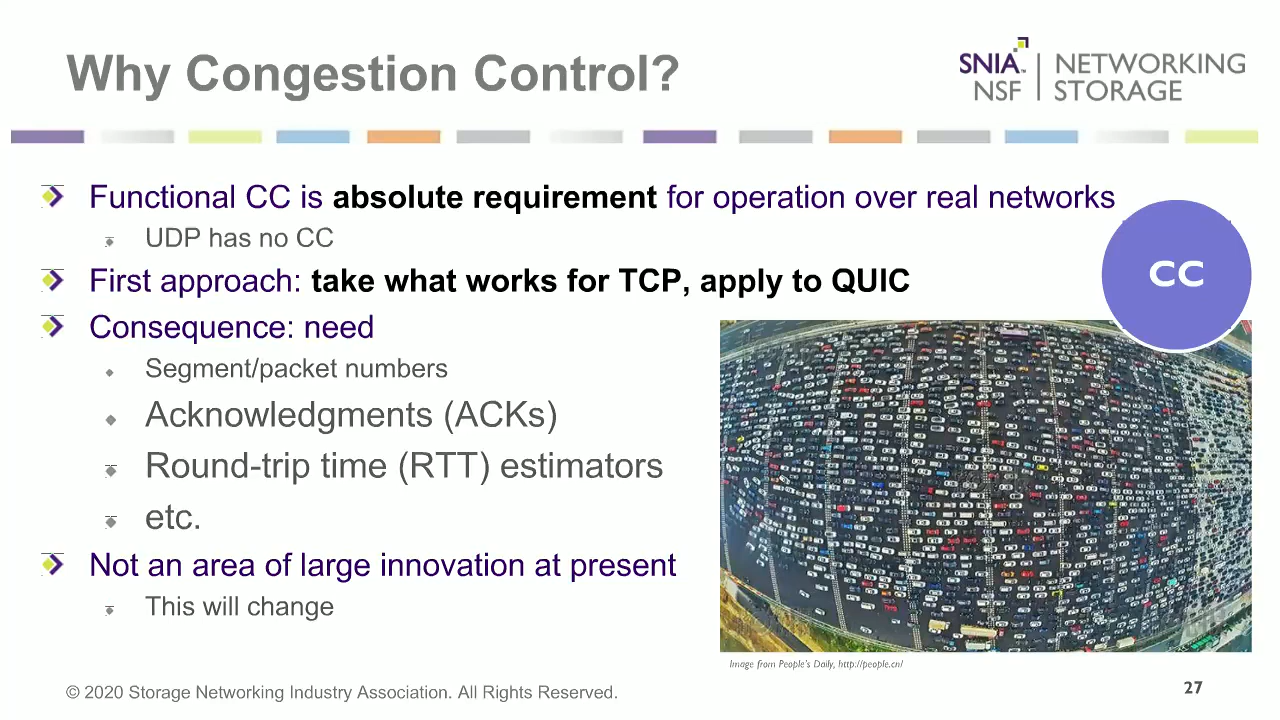 Why Congestion Control?
SNIA™ NSF | NETWORKING STORAGE
Functional CC is absolute requirement for operation over real networks
UDP has no CC
First approach: take what works for TCP, apply to QUIC
CC
Consequence: need
Segment/packet numbers
Acknowledgments (ACKs)
Round-trip time (RTT) estimators
etc.
Not an area of large innovation at present
This will change
Image from People's Daily, http://people.cn/
© 2020 Storage Networking Industry Association. All Rights Reserved.
27